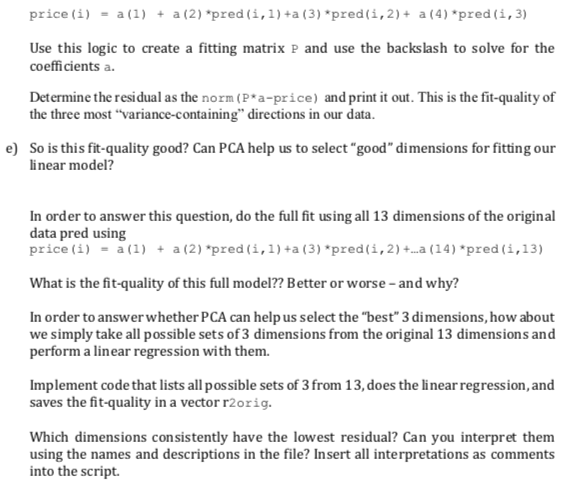 price(i) = a(1) + a(2)*pred(i,1)+a(3)*pred(i,2)+ a(4)*pred(i,3)
Use this logic to create a fitting matrix P and use the backslash to solve for the
coefficients a.
Determine the residual as the norm(P*a-price) and print it out. This is the fit-quality of
the three most “variance-containing” directions in our data.
e) So is this fit-quality good? Can PCA help us to select “good” dimensions for fitting our
linear model?
In order to answer this question, do the full fit using all 13 dimensions of the original
data pred using
price(i) = a(1) + a(2)*pred(i,1)+a(3)*pred(i,2)+…a(14)*pred(i,13)
What is the fit-quality of this full model?? Better or worse – and why?
In order to answer whether PCA can help us select the “best” 3 dimensions, how about
we simply take all possible sets of 3 dimensions from the original 13 dimensions and
perform a linear regression with them.
Implement code that lists all possible sets of 3 from 13, does the linear regression, and
saves the fit-quality in a vector r2orig.
Which dimensions consistently have the lowest residual? Can you interpret them
using the names and descriptions in the file? Insert all interpretations as comments
into the script.